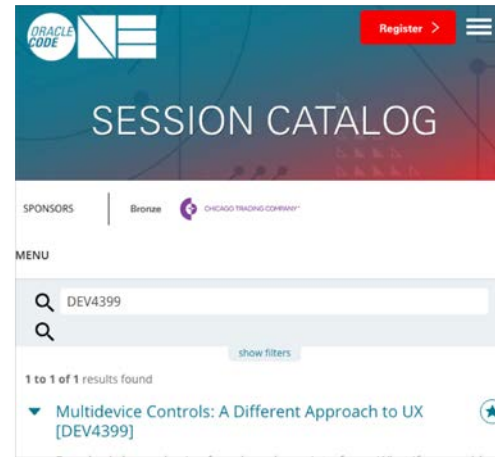 ORACLE
CODE
Register >
SESSION CATALOG
SPONSORS
Bronze
CHICAGO TRADING COMPANY
MENU
DEV4399
show filters
1 to 1 of 1 results found
Multidevice Controls: A Different Approach to UX
[DEV4399]